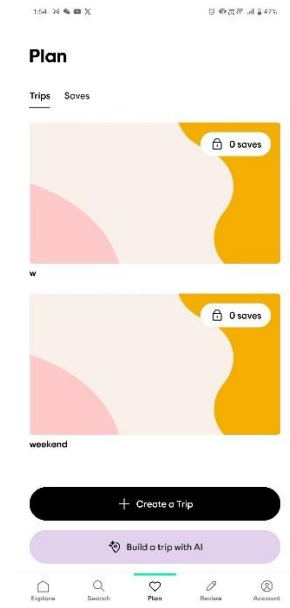 1:54
47%
Plan
Trips Saves
0 saves
w
0 saves
weekend
Create a Trip
Build a trip with AI
Explore Search Plan Review Account